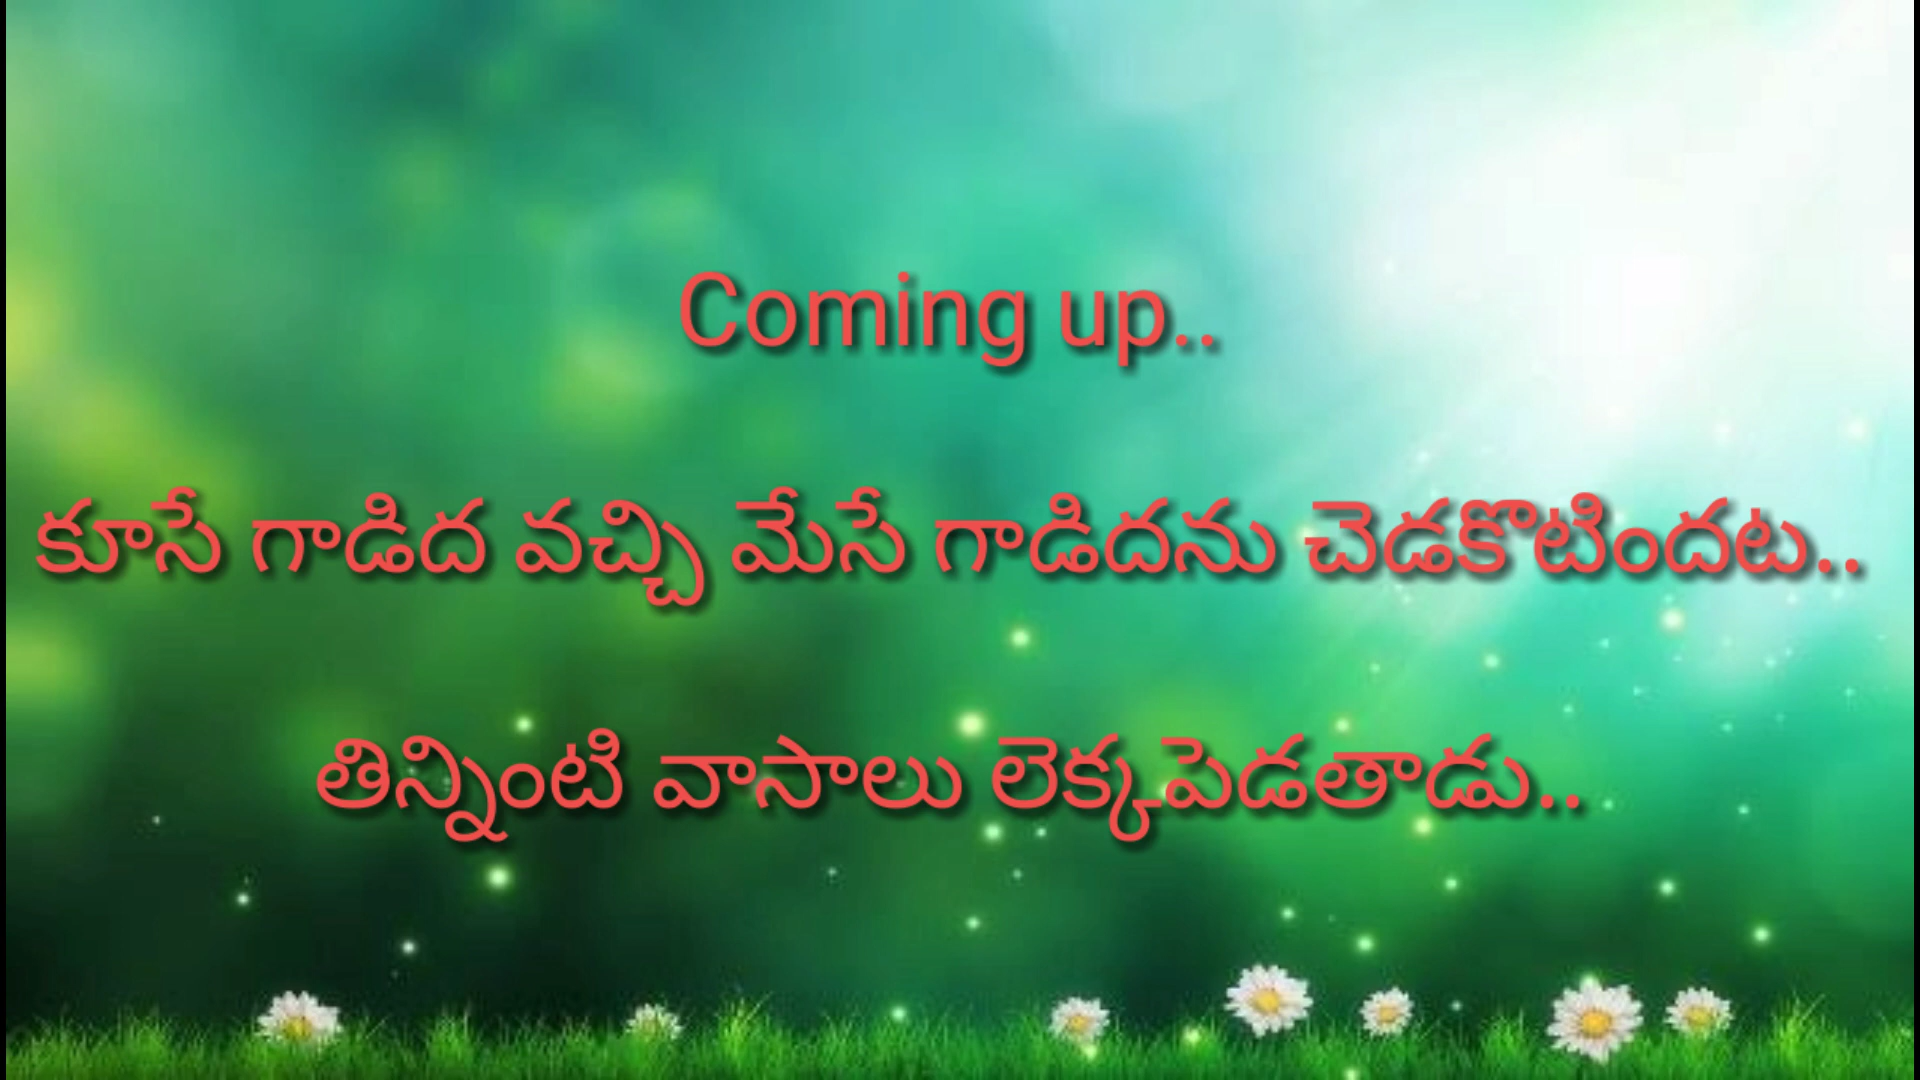 Coming up..
కూసే గాడిద వచ్చి మేసే గాడిదను చెడకొటిందట..
తిన్నింటి వాసాలు లెక్కపెడతాడు..